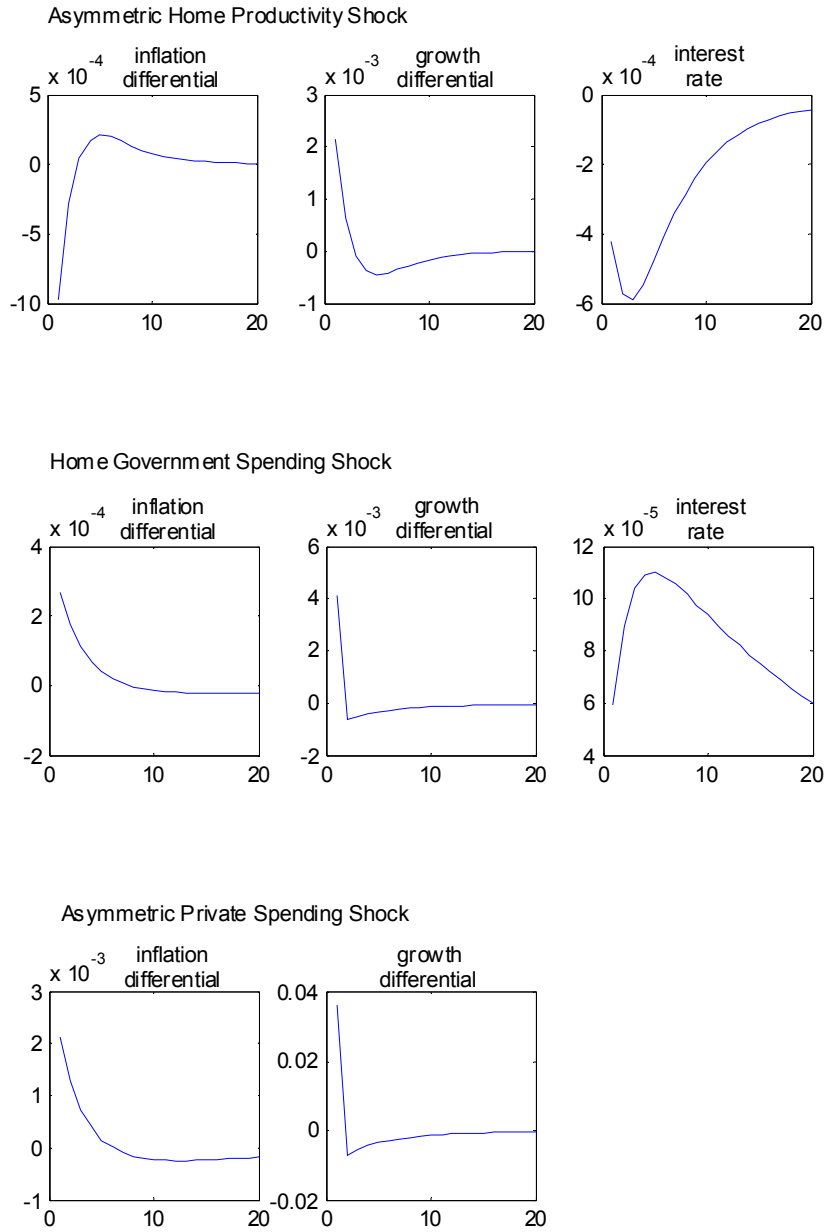 Asymmetric Home Productivity Shock
inflation
differential
x 10^-4
5
0
-5
-10
0 10 20
growth
differential
x 10^-3
3
2
1
0
-1
0 10 20
interest
rate
x 10^-4
0
-2
-4
-6
0 10 20
Home Government Spending Shock
inflation
differential
x 10^-4
4
2
0
-2
0 10 20
growth
differential
x 10^-3
6
4
2
0
-2
0 10 20
interest
rate
x 10^-5
12
10
8
6
4
0 10 20
Asymmetric Private Spending Shock
inflation
differential
x 10^-3
3
2
1
0
-1
0 10 20
growth
differential
0.04
0.02
0
-0.02
0 10 20